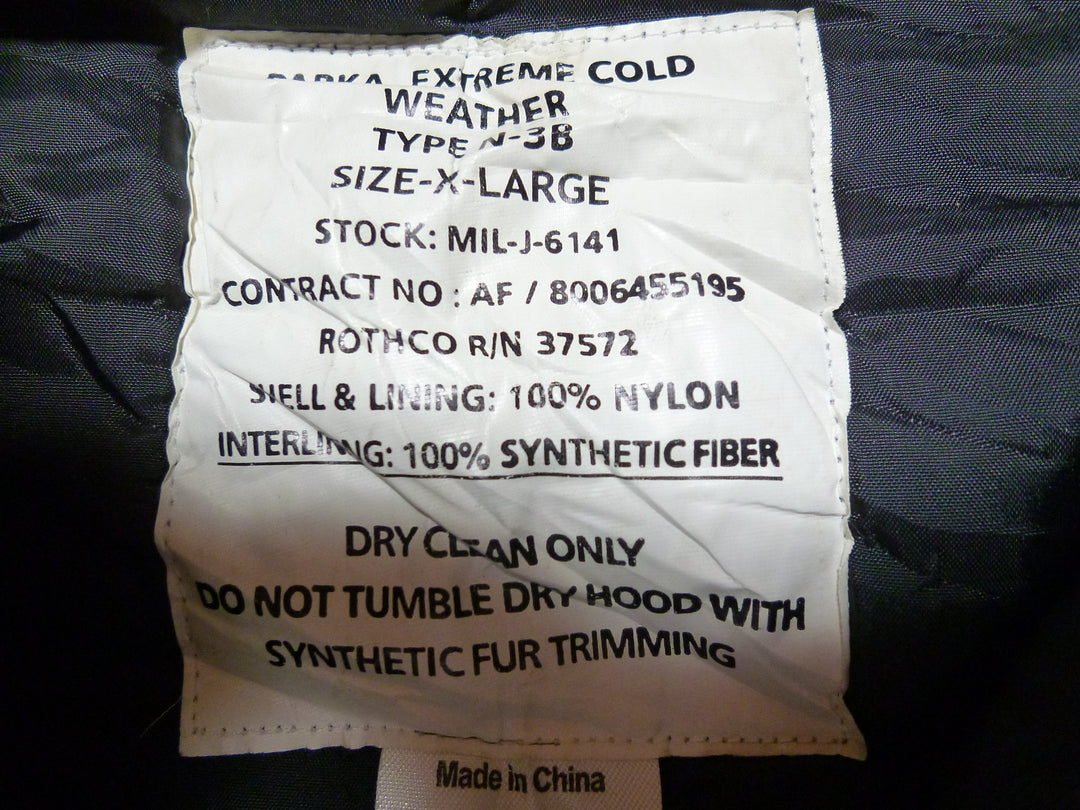 PARKA, EXTREME COLD
WEATHER
TYPE N-3B
SIZE-X-LARGE
STOCK: MIL-J-6141
CONTRACT NO : AF / 8006455195
ROTHCO R/N 37572
SHELL & LINING: 100% NYLON
INTERLINING: 100% SYNTHETIC FIBER
DRY CLEAN ONLY
DO NOT TUMBLE DRY HOOD WITH
SYNTHETIC FUR TRIMMING
Made in China